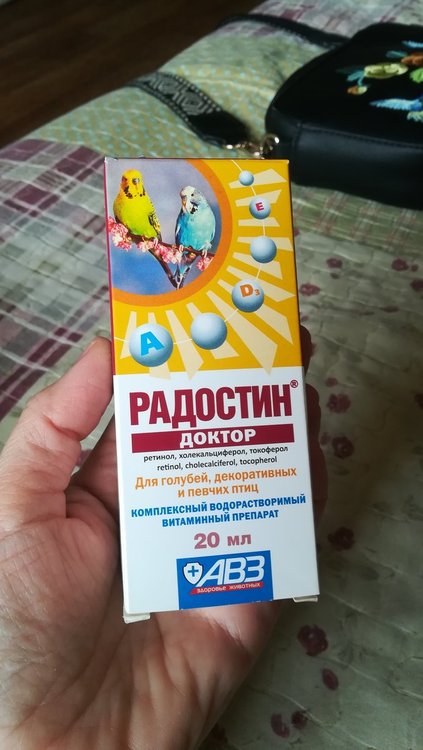 E
D3
A
РАДОСТИН®
ДОКТОР
ретинол, холекальциферол, токоферол
retinol, cholecalciferol, tocopherol
Для голубей, декоративных
и певчих птиц
КОМПЛЕКСНЫЙ ВОДОРАСТВОРИМЫЙ
ВИТАМИННЫЙ ПРЕПАРАТ
20 мл
АВЗ
здоровье животных